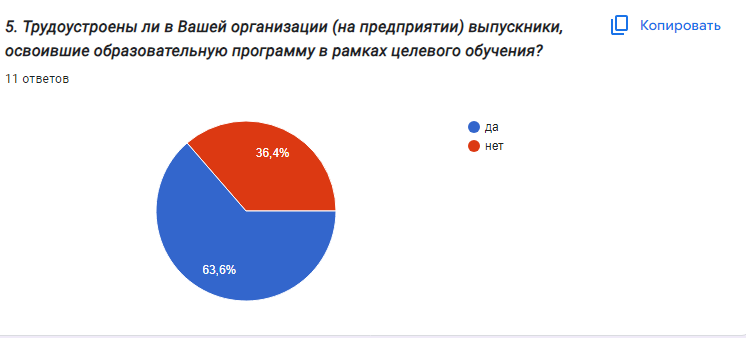 5. Трудоустроены ли в Вашей организации (на предприятии) выпускники,
освоившие образовательную программу в рамках целевого обучения?
Копировать
11 ответов
да
нет
36,4%
63,6%